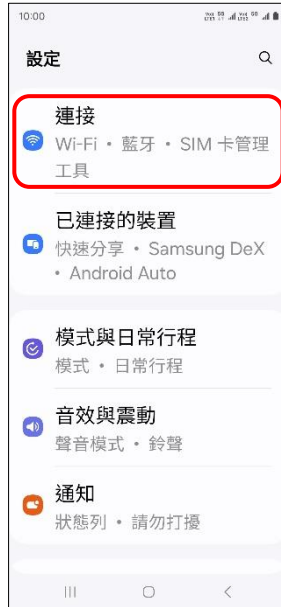 10:00
設定
連接
Wi-Fi • 藍牙 • SIM 卡管理
工具
已連接的裝置
快速分享 • Samsung DeX
• Android Auto
模式與日常行程
模式 • 日常行程
音效與震動
聲音模式 • 鈴聲
通知
狀態列 • 請勿打擾